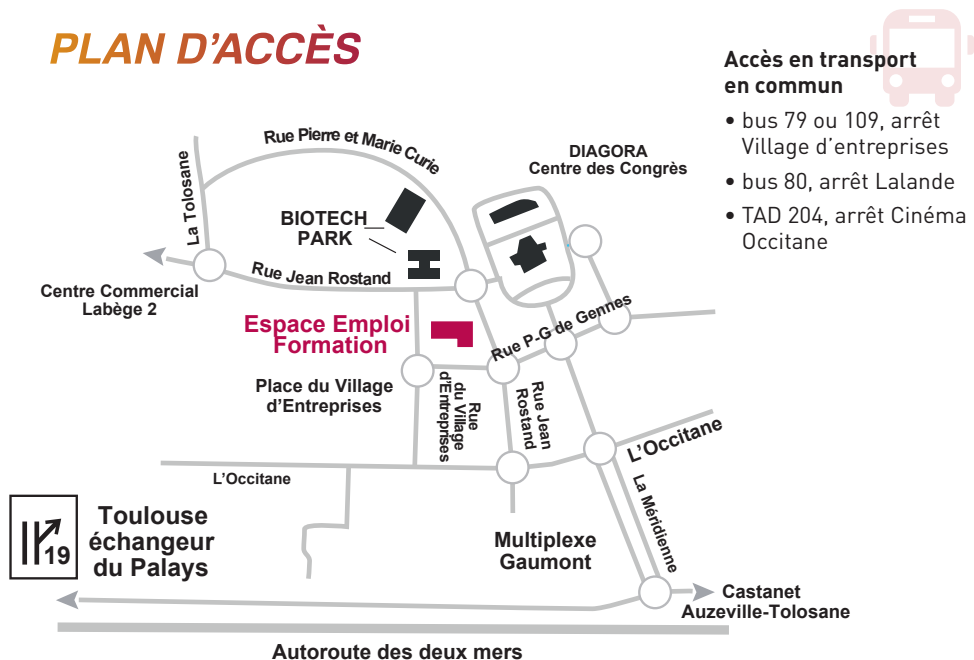 PLAN D'ACCÈS
Accès en transport
en commun
• bus 79 ou 109, arrêt
Village d'entreprises
• bus 80, arrêt Lalande
• TAD 204, arrêt Cinéma
Occitane
Rue Pierre et Marie Curie
DIAGORA
Centre des Congrès
La Tolosane
BIOTECH
PARK
Rue Jean Rostand
Centre Commercial
Labège 2
Espace Emploi
Formation
Rue P-G de Gennes
Place du Village
d'Entreprises
Rue
du Village
d'Entreprises
Rue Jean
Rostand
L'Occitane
L'Occitane
La Méridienne
19
Toulouse
échangeur
du Palays
Multiplexe
Gaumont
Castanet
Auzeville-Tolosane
Autoroute des deux mers